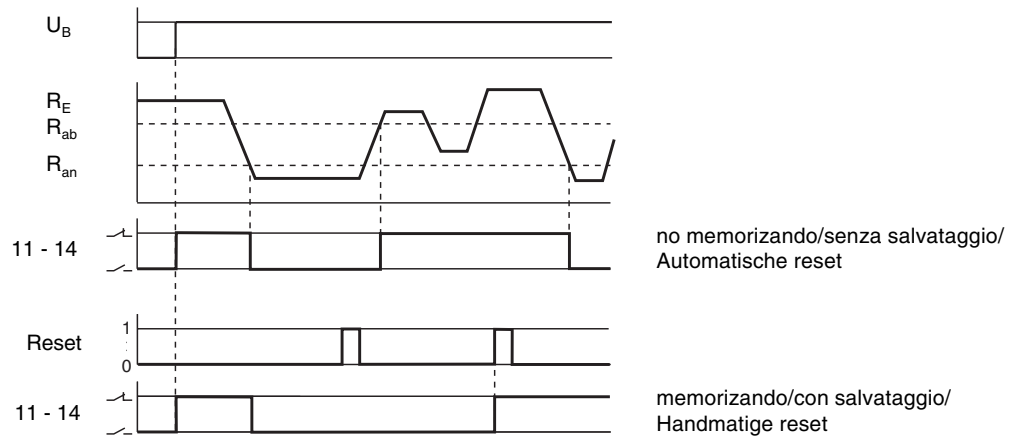 U_B
R_E
R_ab
R_an
11 - 14
no memorizando/senza salvataggio/
Automatische reset
Reset
1
0
11 - 14
memorizando/con salvataggio/
Handmatige reset